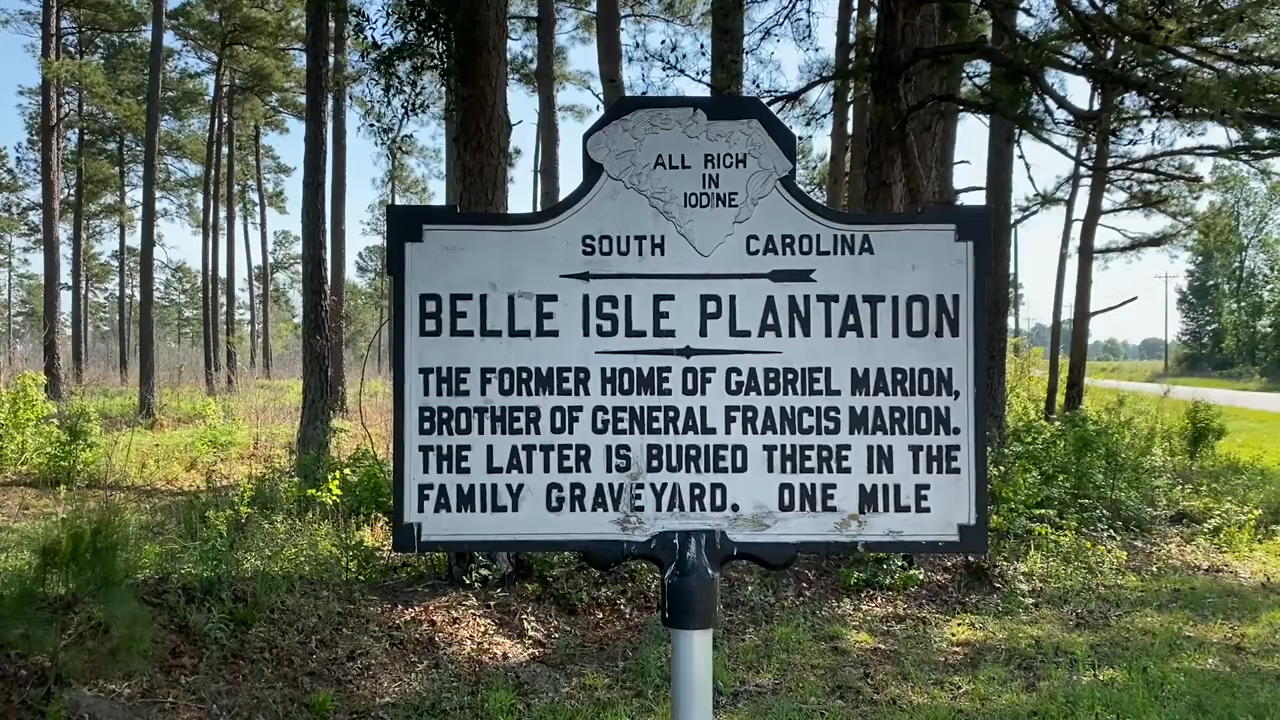 ALL RICH
IN
IODINE
SOUTH CAROLINA
BELLE ISLE PLANTATION
THE FORMER HOME OF GABRIEL MARION,
BROTHER OF GENERAL FRANCIS MARION.
THE LATTER IS BURIED THERE IN THE
FAMILY GRAVEYARD. ONE MILE